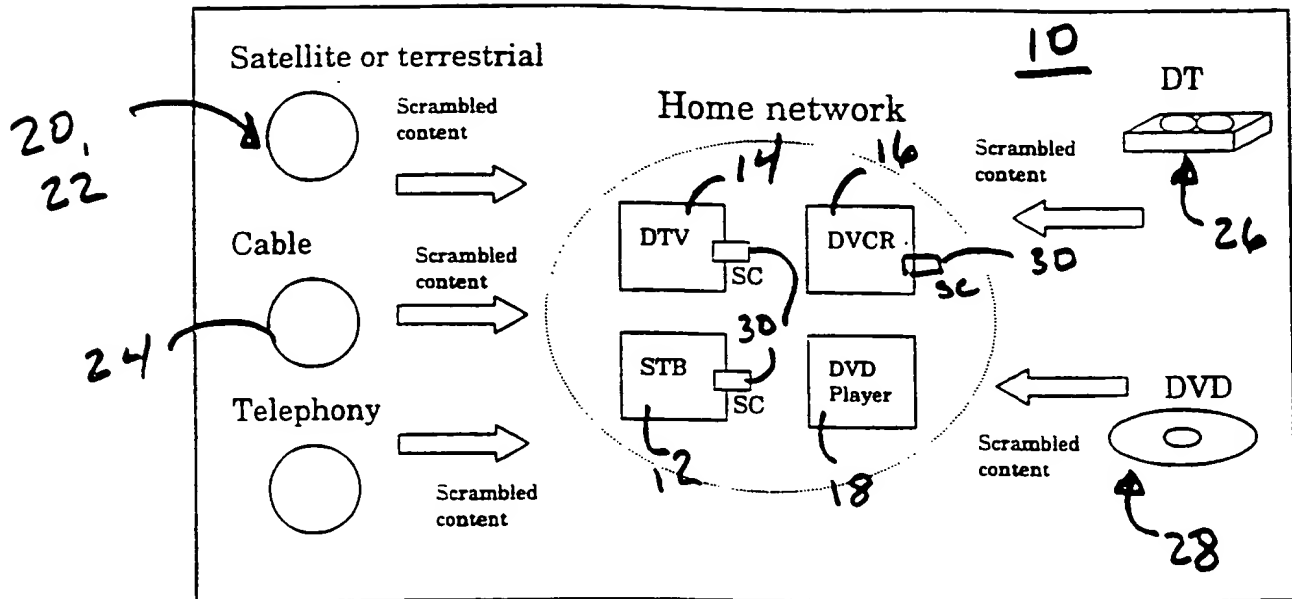 Satellite or terrestrial
Scrambled
content
20,
22
Cable
Scrambled
content
24
Telephony
Scrambled
content
Home network
14
16
DTV
SC
DVCR
SC
30
30
STB
SC
12
DVD
Player
18
10
DT
Scrambled
content
26
DVD
Scrambled
content
28